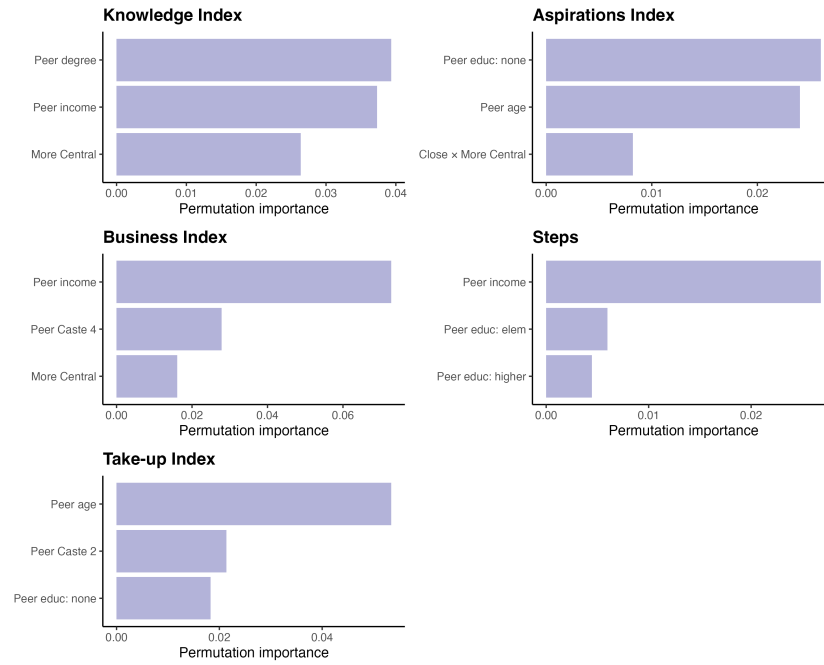 Knowledge Index
Peer degree
Peer income
More Central
0.00 0.01 0.02 0.03 0.04
Permutation importance
Aspirations Index
Peer educ: none
Peer age
Close × More Central
0.00 0.01 0.02
Permutation importance
Business Index
Peer income
Peer Caste 4
More Central
0.00 0.02 0.04 0.06
Permutation importance
Steps
Peer income
Peer educ: elem
Peer educ: higher
0.00 0.01 0.02
Permutation importance
Take-up Index
Peer age
Peer Caste 2
Peer educ: none
0.00 0.02 0.04
Permutation importance